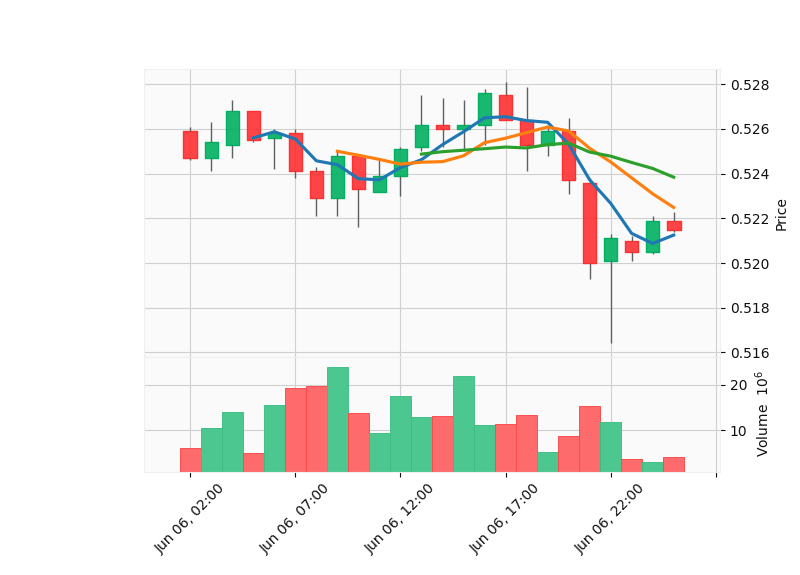 0.528
0.526
0.524
0.522
0.520
0.518
0.516
Price
20
10
Volume 10⁶
Jun 06, 02:00
Jun 06, 07:00
Jun 06, 12:00
Jun 06, 17:00
Jun 06, 22:00